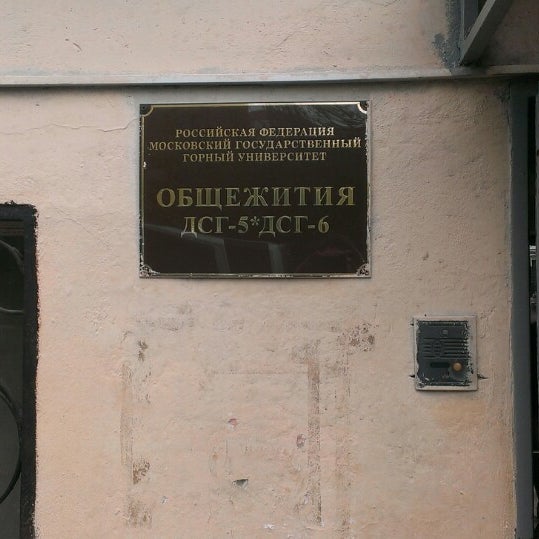 РОССИЙСКАЯ ФЕДЕРАЦИЯ
МОСКОВСКИЙ ГОСУДАРСТВЕННЫЙ
ГОРНЫЙ УНИВЕРСИТЕТ
ОБЩЕЖИТИЯ
ДСГ-5*ДСГ-6